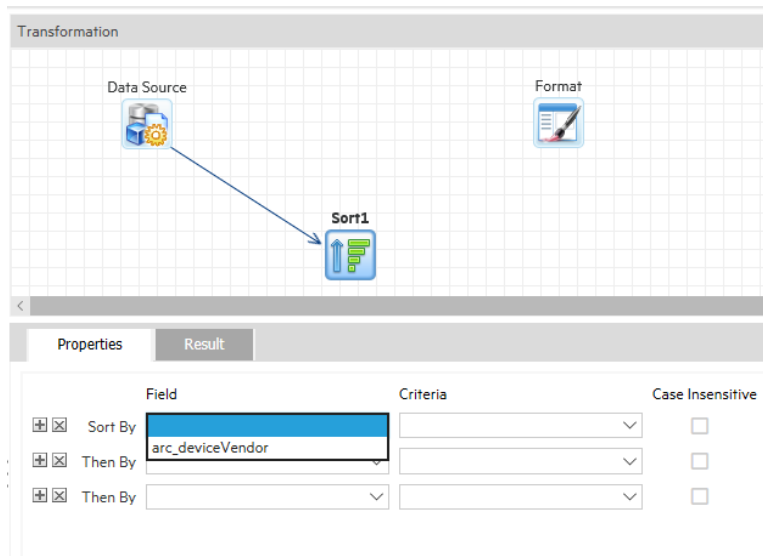 Transformation
Data Source
Format
Sort1
Properties Result
Field Criteria Case Insensitive
Sort By
arc_deviceVendor
Then By
Then By